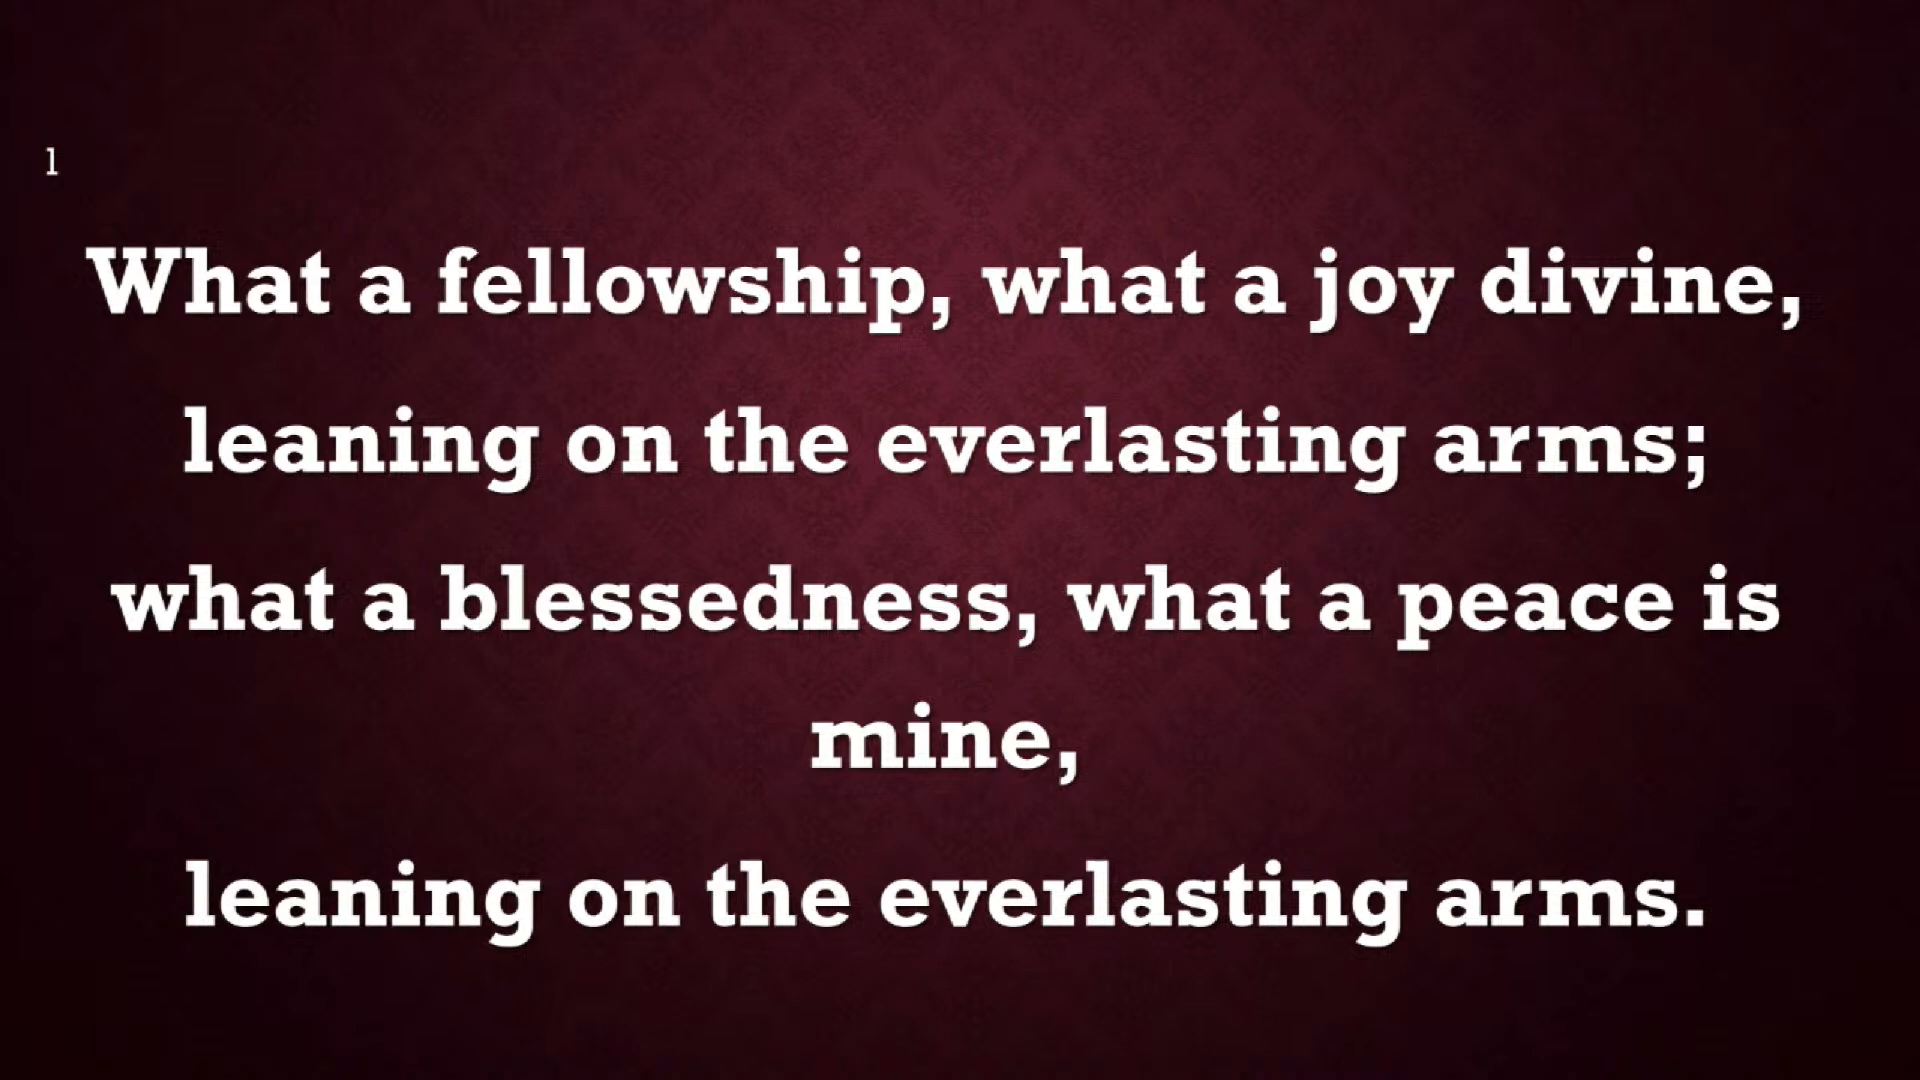 1
What a fellowship, what a joy divine,
leaning on the everlasting arms;
what a blessedness, what a peace is
mine,
leaning on the everlasting arms.